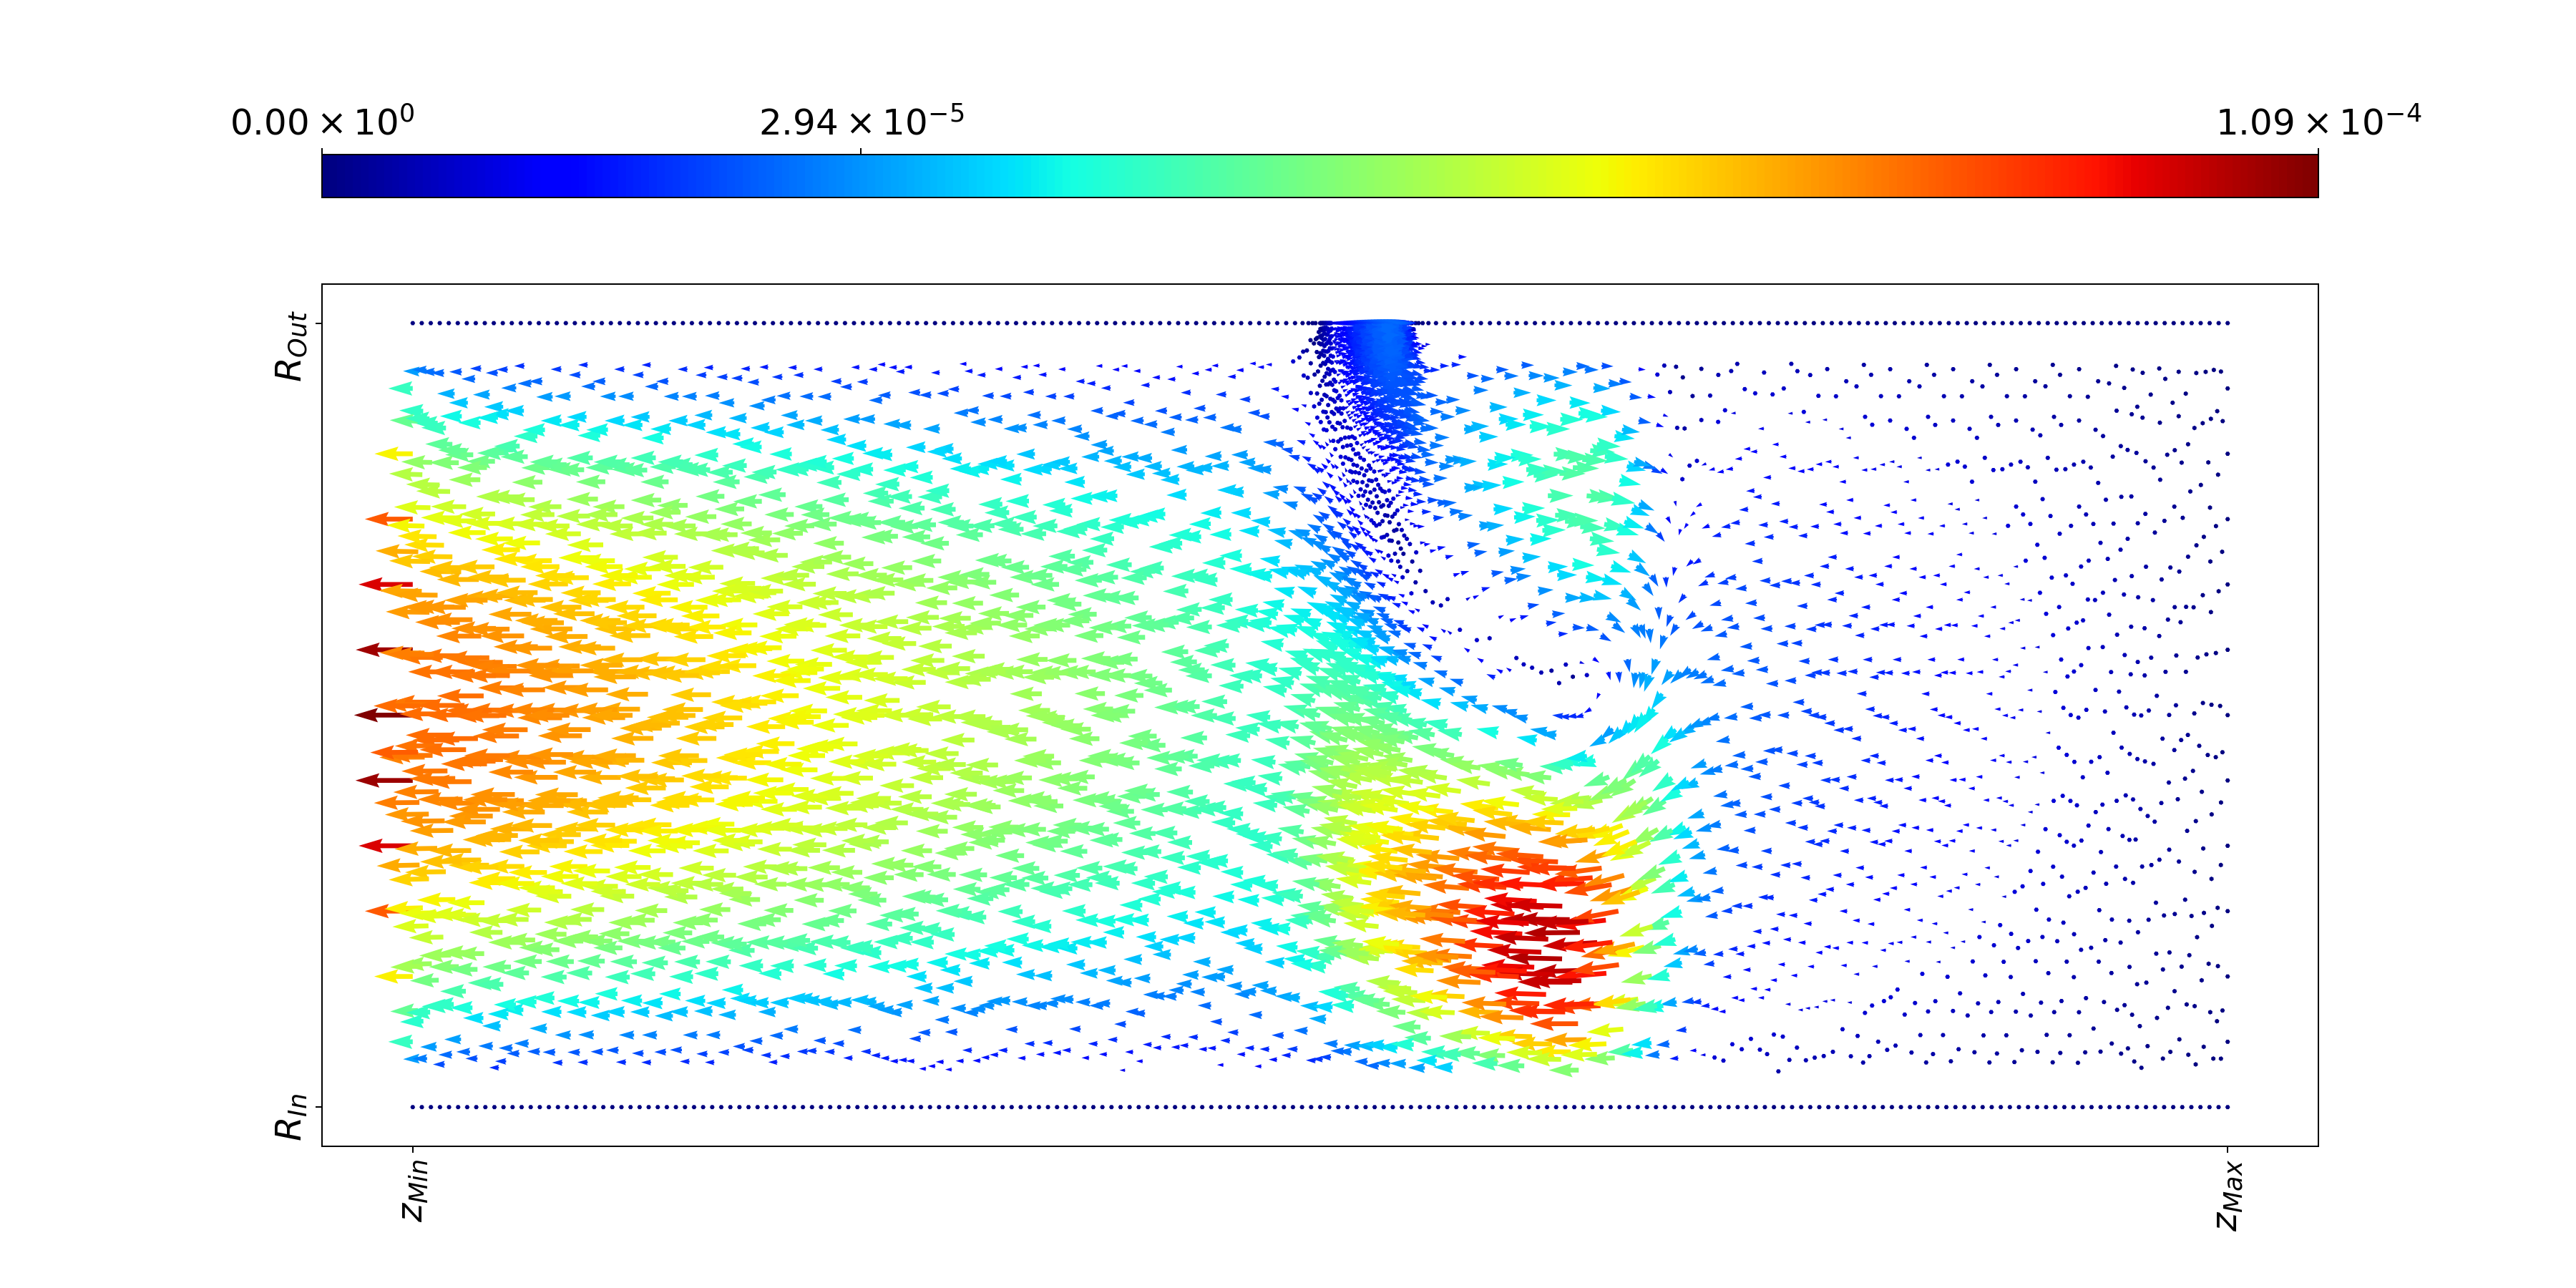 0.00 × 10⁰ 2.94 × 10⁻⁵ 1.09 × 10⁻⁴
R_Out
R_In
z_Min z_Max